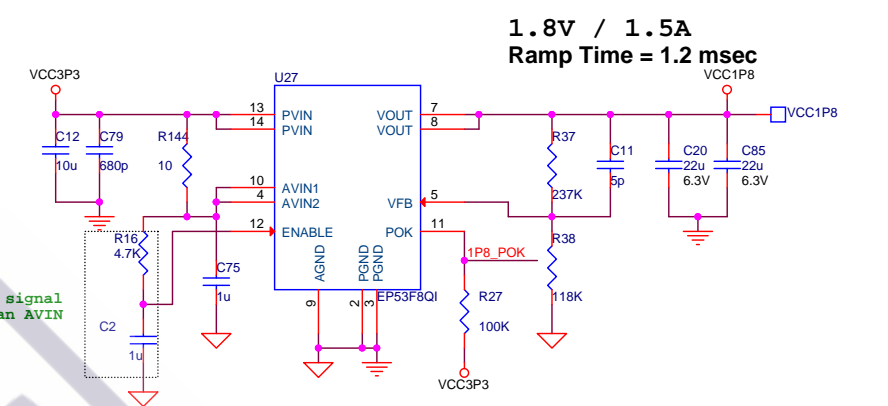 1.8V / 1.5A
Ramp Time = 1.2 msec
VCC3P3
U27
VCC1P8
VCC1P8
13 PVIN
14 PVIN
VOUT 7
VOUT 8
C12
10u
C79
680p
R144
10
10 AVIN1
4 AVIN2
12 ENABLE
VFB 5
POK 11
R37
237K
C11
5p
C20
22u
6.3V
C85
22u
6.3V
1P8_POK
R16
4.7K
C75
1u
AGND
PGND
PGND
9
2
3
EP53F8QI
R38
118K
R27
100K
signal
an AVIN
C2
1u
VCC3P3